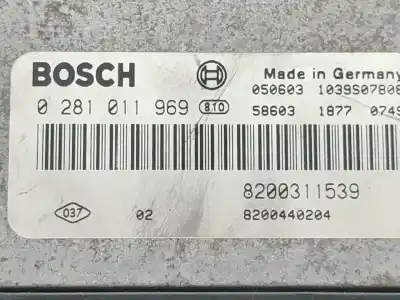 BOSCH
Made in Germany
0 281 011 969 810
050603 1039S07808
58603 1877 0749
8200311539
037 02 8200440204